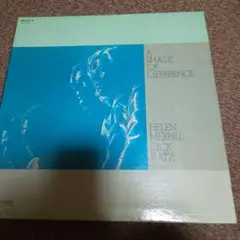 A
SHADE
OF
DIFFERENCE
HELEN
MERRILL
DICK
KATZ